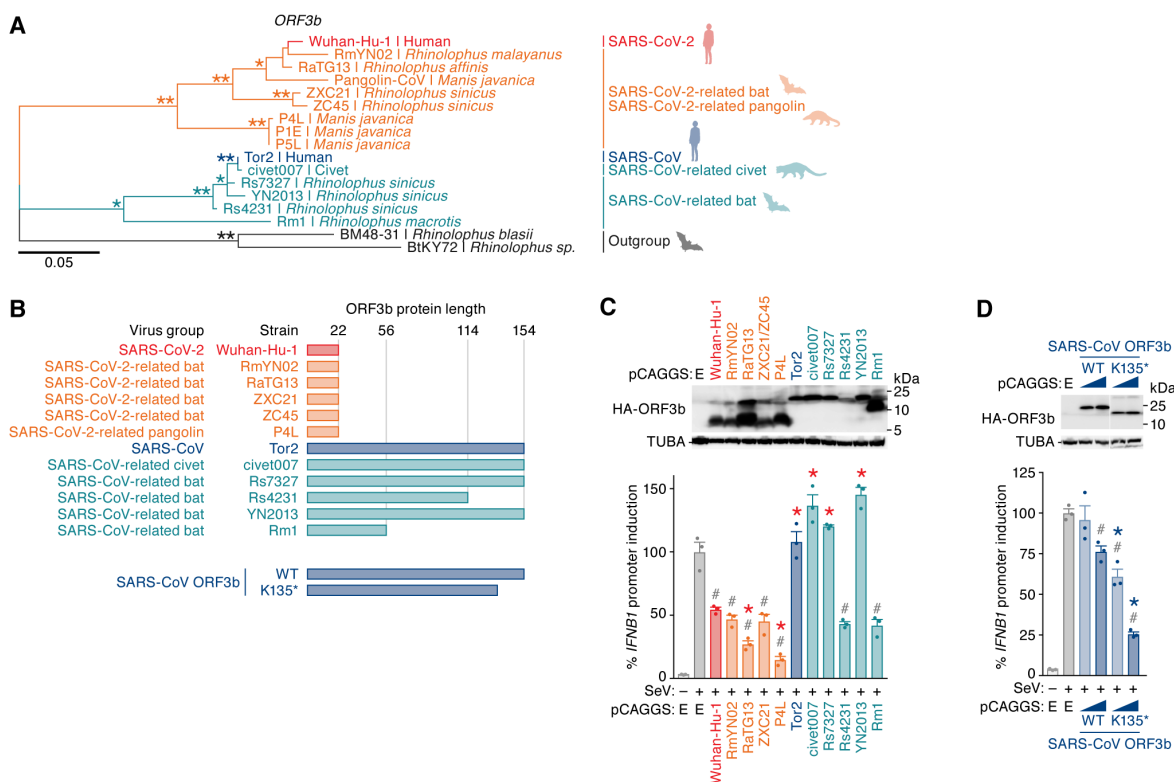 A
ORF3b
Wuhan-Hu-1 | Human
RmYN02 | Rhinolophus malayanus
RaTG13 | Rhinolophus affinis
Pangolin-CoV | Manis javanica
ZXC21 | Rhinolophus sinicus
ZC45 | Rhinolophus sinicus
P4L | Manis javanica
P1E | Manis javanica
P5L | Manis javanica
Tor2 | Human
civet007 | Civet
Rs7327 | Rhinolophus sinicus
YN2013 | Rhinolophus sinicus
Rs4231 | Rhinolophus sinicus
Rm1 | Rhinolophus macrotis
BM48-31 | Rhinolophus blasii
BtKY72 | Rhinolophus sp.
* ** ** ** **
** * ** * **
0.05
SARS-CoV-2
SARS-CoV-2-related bat
SARS-CoV-2-related pangolin
SARS-CoV
SARS-CoV-related civet
SARS-CoV-related bat
Outgroup
B
ORF3b protein length
Virus group Strain 22 56 114 154
SARS-CoV-2 Wuhan-Hu-1
SARS-CoV-2-related bat RmYN02
SARS-CoV-2-related bat RaTG13
SARS-CoV-2-related bat ZXC21
SARS-CoV-2-related bat ZC45
SARS-CoV-2-related pangolin P4L
SARS-CoV Tor2
SARS-CoV-related civet civet007
SARS-CoV-related bat Rs7327
SARS-CoV-related bat Rs4231
SARS-CoV-related bat YN2013
SARS-CoV-related bat Rm1
SARS-CoV ORF3b
WT
K135*
C
pCAGGS: E Wuhan-Hu-1 RmYN02 RaTG13 ZXC21/ZC45 P4L Tor2 civet007 Rs7327 Rs4231 YN2013 Rm1
kDa
25
HA-ORF3b
10
5
TUBA
% IFNB1 promoter induction
150
100
50
0
# # * # # * # * * * # * #
SeV: − + + + + + + + + + + + +
pCAGGS: E E Wuhan-Hu-1 RmYN02 RaTG13 ZXC21 P4L Tor2 civet007 Rs7327 Rs4231 YN2013 Rm1
D
SARS-CoV ORF3b
WT K135*
pCAGGS: E
kDa
25
HA-ORF3b
10
TUBA
% IFNB1 promoter induction
125
100
75
50
25
0
# * # * #
SeV: − + + + + +
pCAGGS: E E
WT K135*
SARS-CoV ORF3b